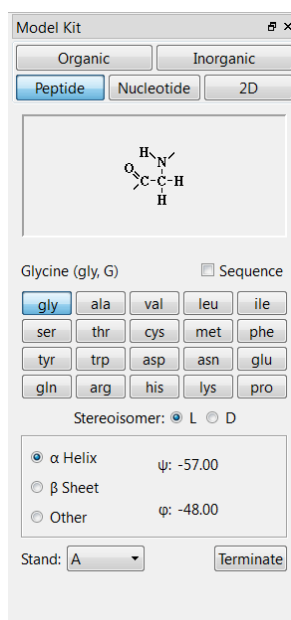 Model Kit
Organic Inorganic
Peptide Nucleotide 2D
H N
O C-C-H
H
Glycine (gly, G) Sequence
gly ala val leu ile
ser thr cys met phe
tyr trp asp asn glu
gln arg his lys pro
Stereoisomer: L D
α Helix ψ: -57.00
β Sheet
Other φ: -48.00
Stand: A Terminate